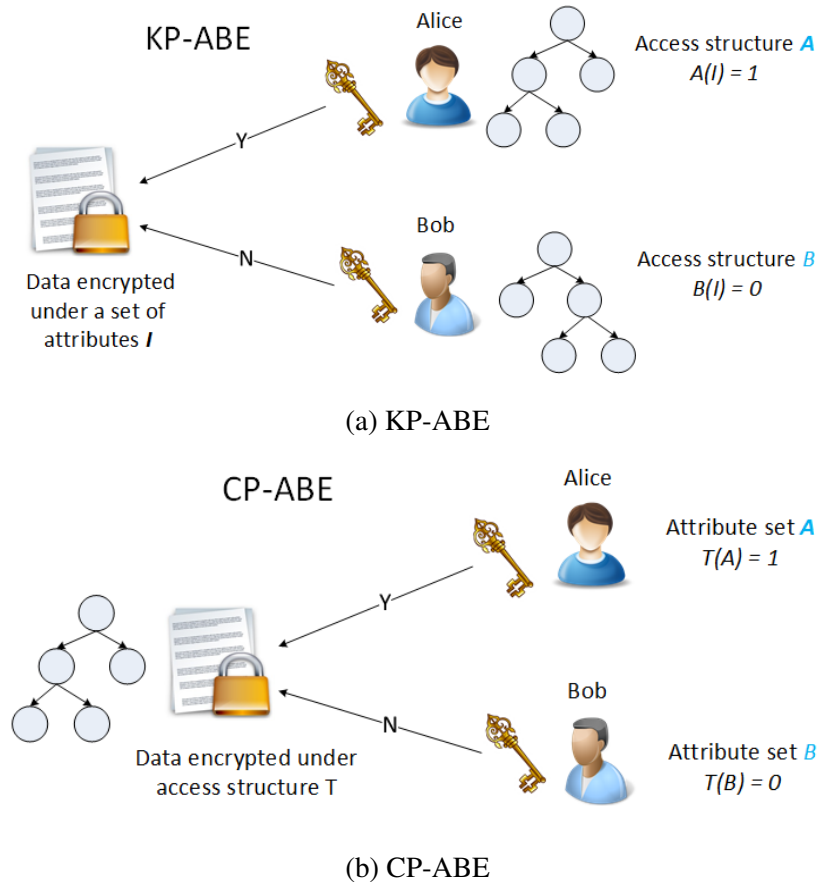 KP-ABE
Alice
Access structure A
A(I) = 1
Y
Bob
N
Access structure B
B(I) = 0
Data encrypted
under a set of
attributes I
(a) KP-ABE
CP-ABE
Alice
Attribute set A
T(A) = 1
Y
Bob
N
Data encrypted under
access structure T
Attribute set B
T(B) = 0
(b) CP-ABE